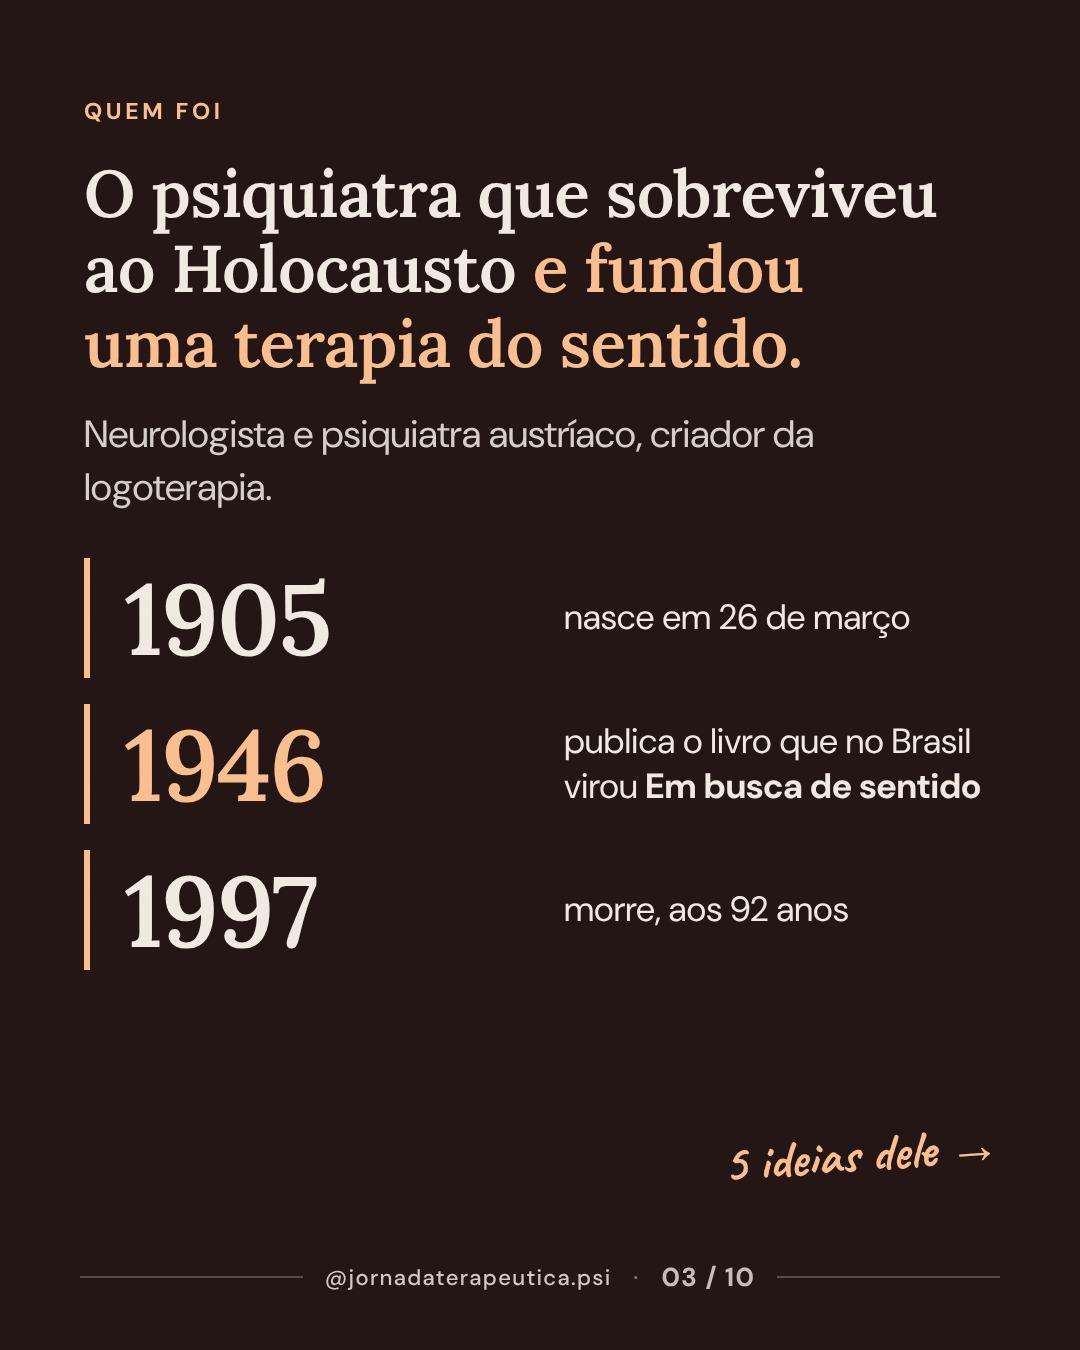 QUEM FOI
O psiquiatra que sobreviveu
ao Holocausto e fundou
uma terapia do sentido.
Neurologista e psiquiatra austríaco, criador da
logoterapia.
1905
nasce em 26 de março
1946
publica o livro que no Brasil
virou Em busca de sentido
1997
morre, aos 92 anos
5 ideias dele →
@jornadaterapeutica.psi · 03 / 10